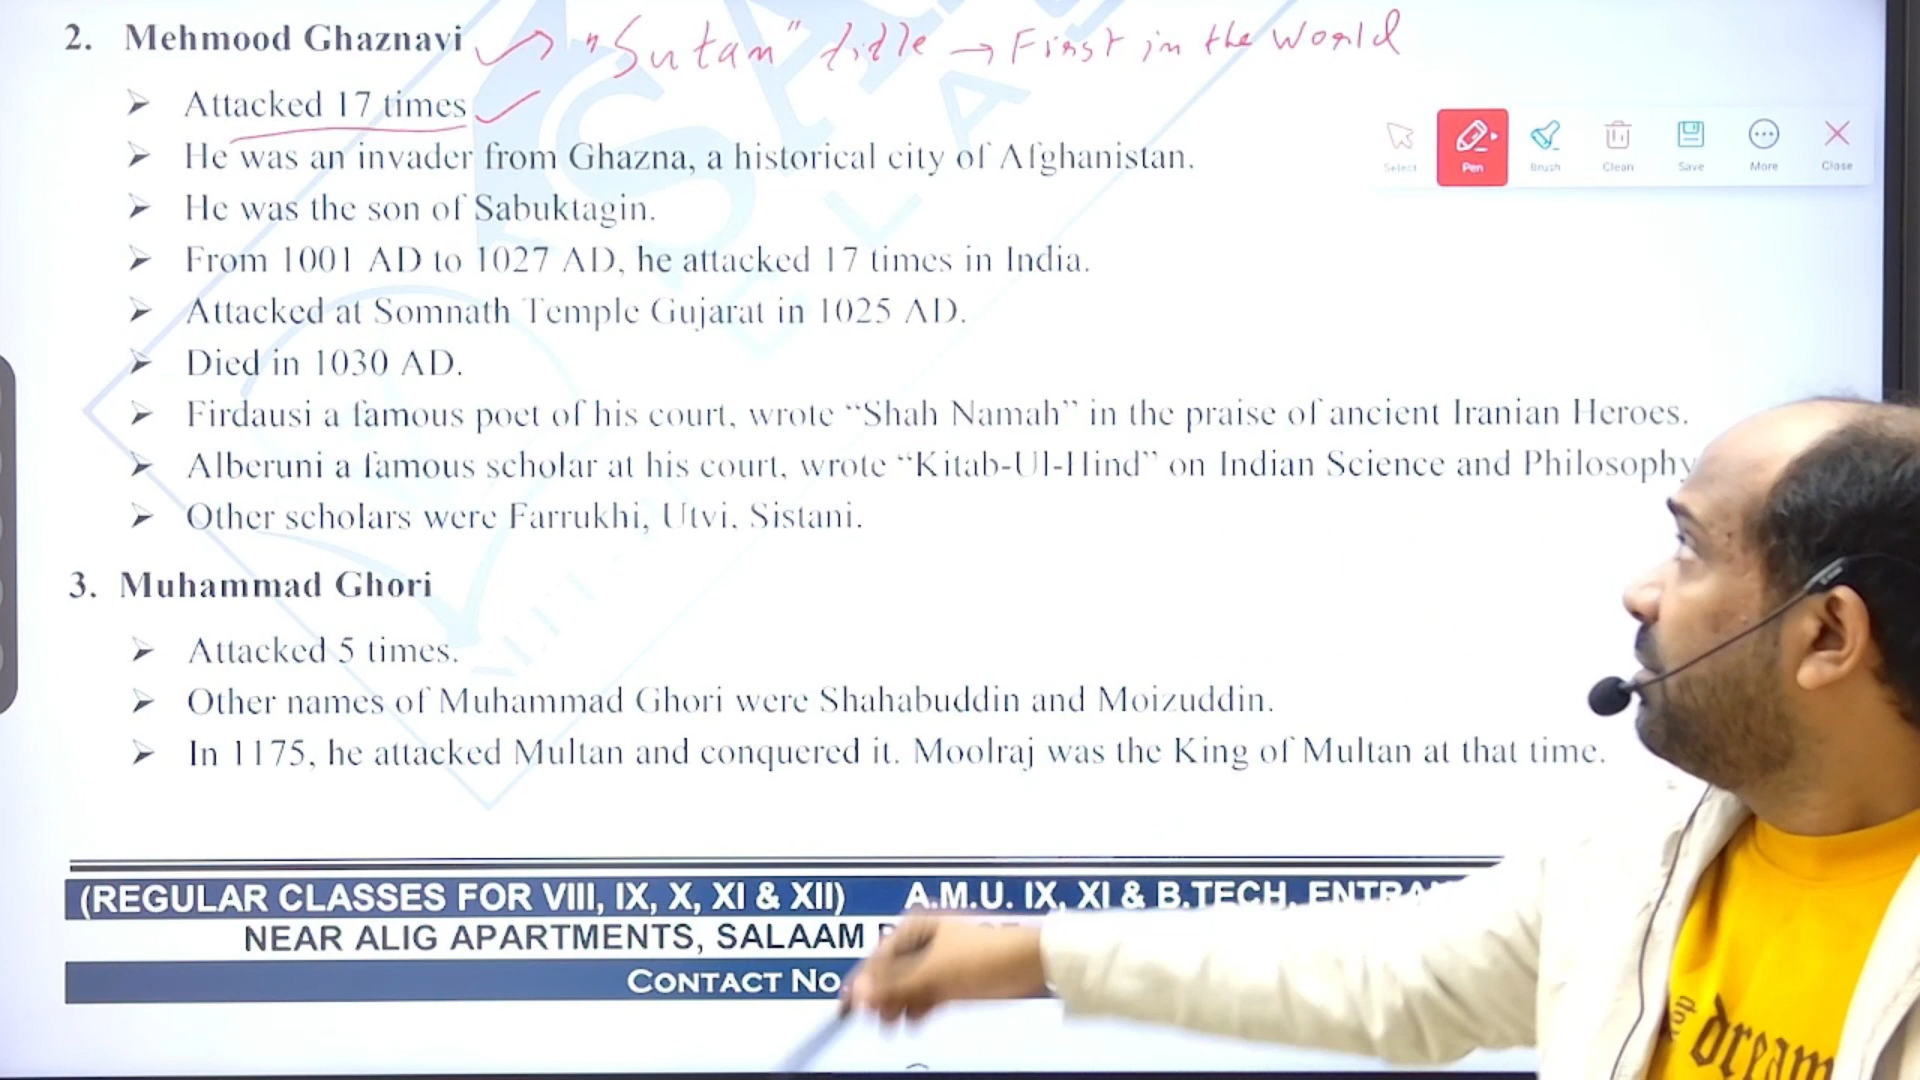 2. Mehmood Ghaznavi "Sutan" title → First in the World
➢ Attacked 17 times
➢ He was an invader from Ghazna, a historical city of Afghanistan.
➢ He was the son of Sabuktagin.
➢ From 1001 AD to 1027 AD, he attacked 17 times in India.
➢ Attacked at Somnath Temple Gujarat in 1025 AD.
➢ Died in 1030 AD.
➢ Firdausi a famous poet of his court, wrote “Shah Namah” in the praise of ancient Iranian Heroes.
➢ Alberuni a famous scholar at his court, wrote “Kitab-Ul-Hind” on Indian Science and Philosophy
➢ Other scholars were Farrukhi, Utvi, Sistani.
3. Muhammad Ghori
➢ Attacked 5 times.
➢ Other names of Muhammad Ghori were Shahabuddin and Moizuddin.
➢ In 1175, he attacked Multan and conquered it. Moolraj was the King of Multan at that time.
(REGULAR CLASSES FOR VIII, IX, X, XI & XII) A.M.U. IX, XI & B.TECH.
NEAR ALIG APARTMENTS, SALAAM
CONTACT NO.
Select Pen Brush Clean Save More Close
dream